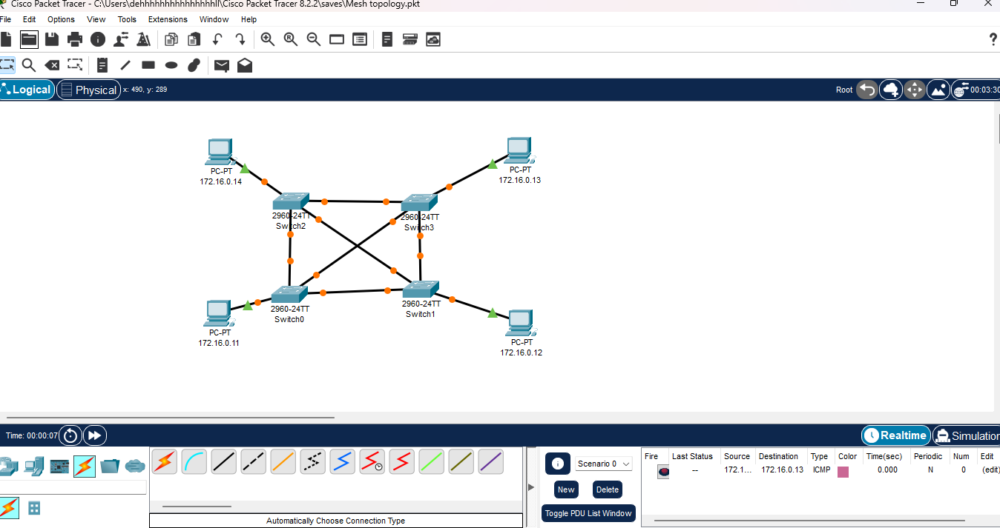 Cisco Packet Tracer - C:\Users\dehhhhhhhhhhhhhhhll\Cisco Packet Tracer 8.2.2\saves\Mesh topology.pkt
File Edit Options View Tools Extensions Window Help
?
Logical Physical x: 490, y: 289 Root 00:03:30
PC-PT
172.16.0.14
PC-PT
172.16.0.13
2960-24TT
Switch2
2960-24TT
Switch3
2960-24TT
Switch0
2960-24TT
Switch1
PC-PT
172.16.0.11
PC-PT
172.16.0.12
Time: 00:00:07 Realtime Simulation
Automatically Choose Connection Type
Scenario 0
New Delete
Toggle PDU List Window
Fire Last Status Source Destination Type Color Time(sec) Periodic Num Edit
-- 172.1... 172.16.0.13 ICMP 0.000 N 0 (edit)